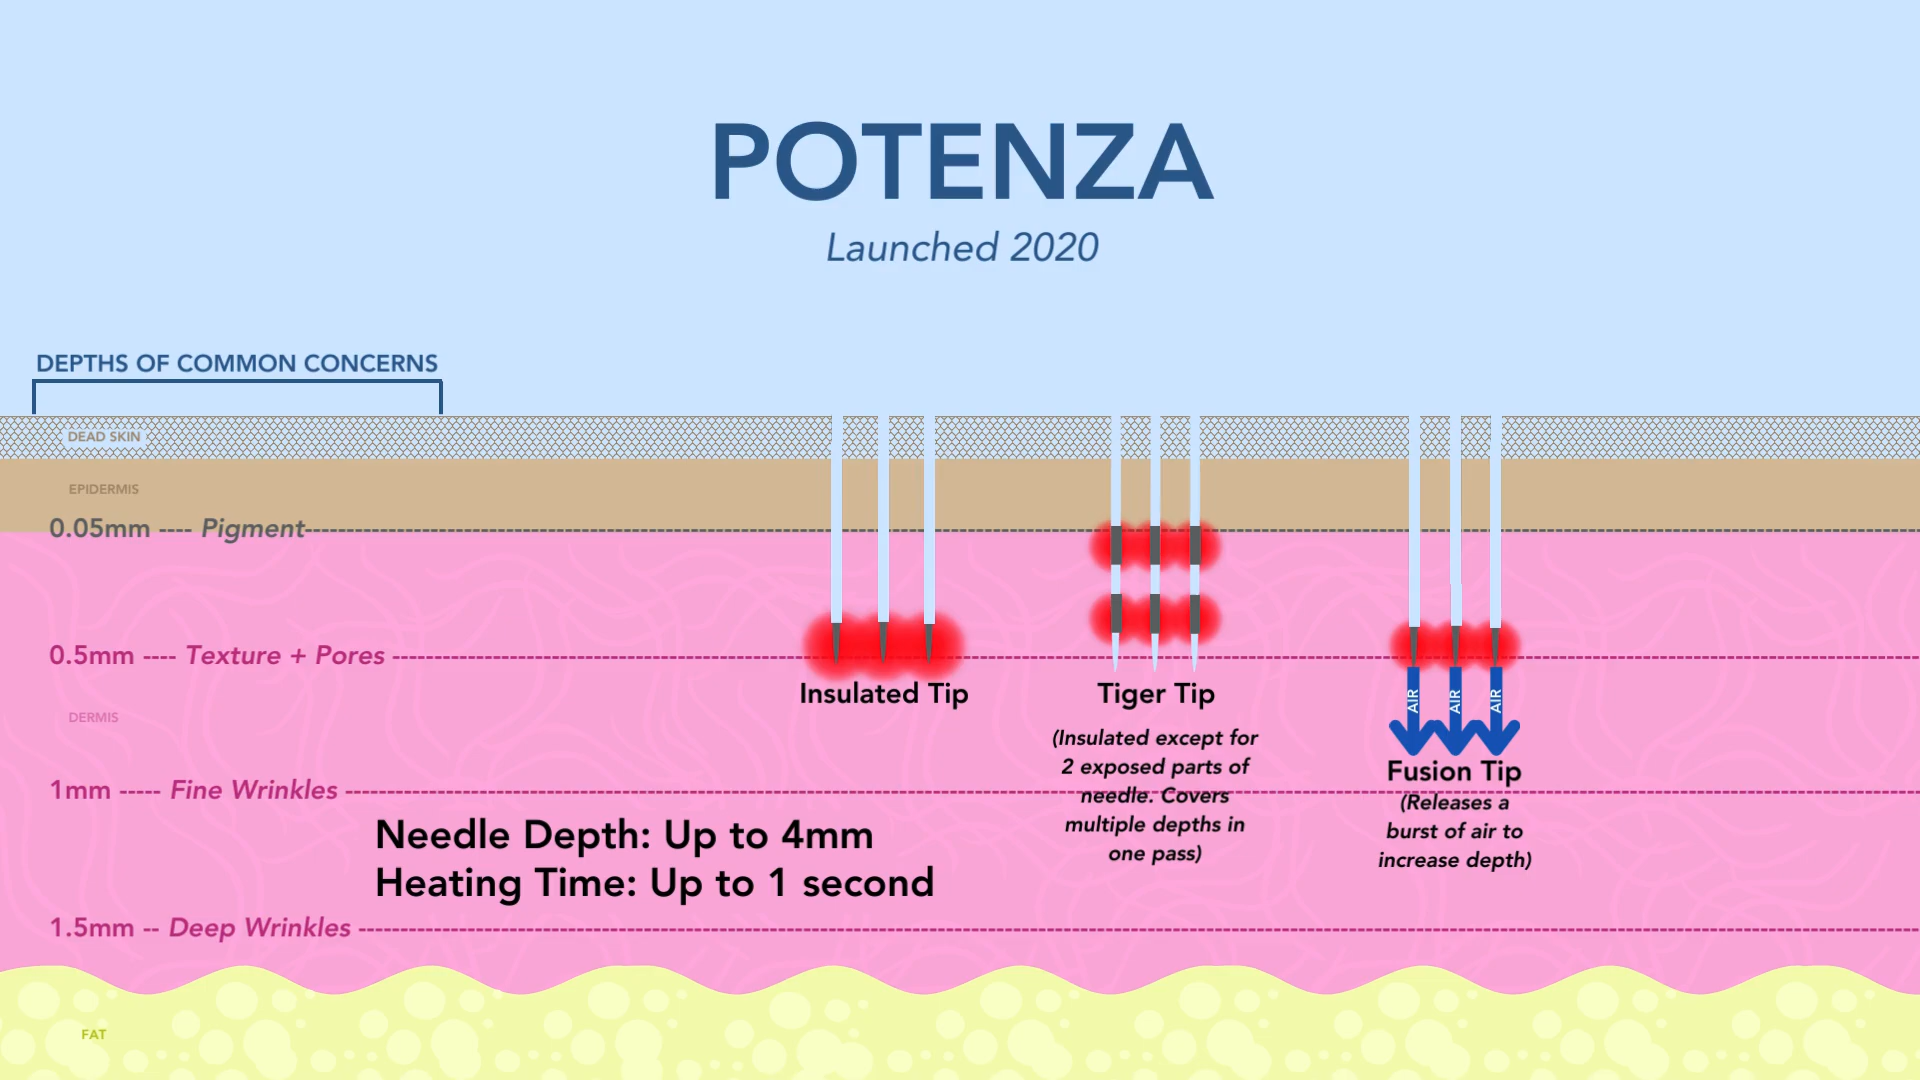 POTENZA
Launched 2020
DEPTHS OF COMMON CONCERNS
DEAD SKIN
EPIDERMIS
0.05mm ---- Pigment
0.5mm ---- Texture + Pores
Insulated Tip
Tiger Tip
(Insulated except for
2 exposed parts of
needle. Covers
multiple depths in
one pass)
AIR AIR AIR
Fusion Tip
(Releases a
burst of air to
increase depth)
DERMIS
1mm ----- Fine Wrinkles
Needle Depth: Up to 4mm
Heating Time: Up to 1 second
1.5mm -- Deep Wrinkles
FAT